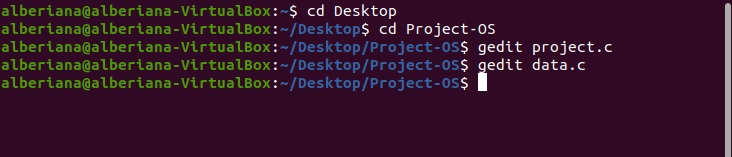 alberiana@alberiana-VirtualBox:~$ cd Desktop
alberiana@alberiana-VirtualBox:~/Desktop$ cd Project-OS
alberiana@alberiana-VirtualBox:~/Desktop/Project-OS$ gedit project.c
alberiana@alberiana-VirtualBox:~/Desktop/Project-OS$ gedit data.c
alberiana@alberiana-VirtualBox:~/Desktop/Project-OS$